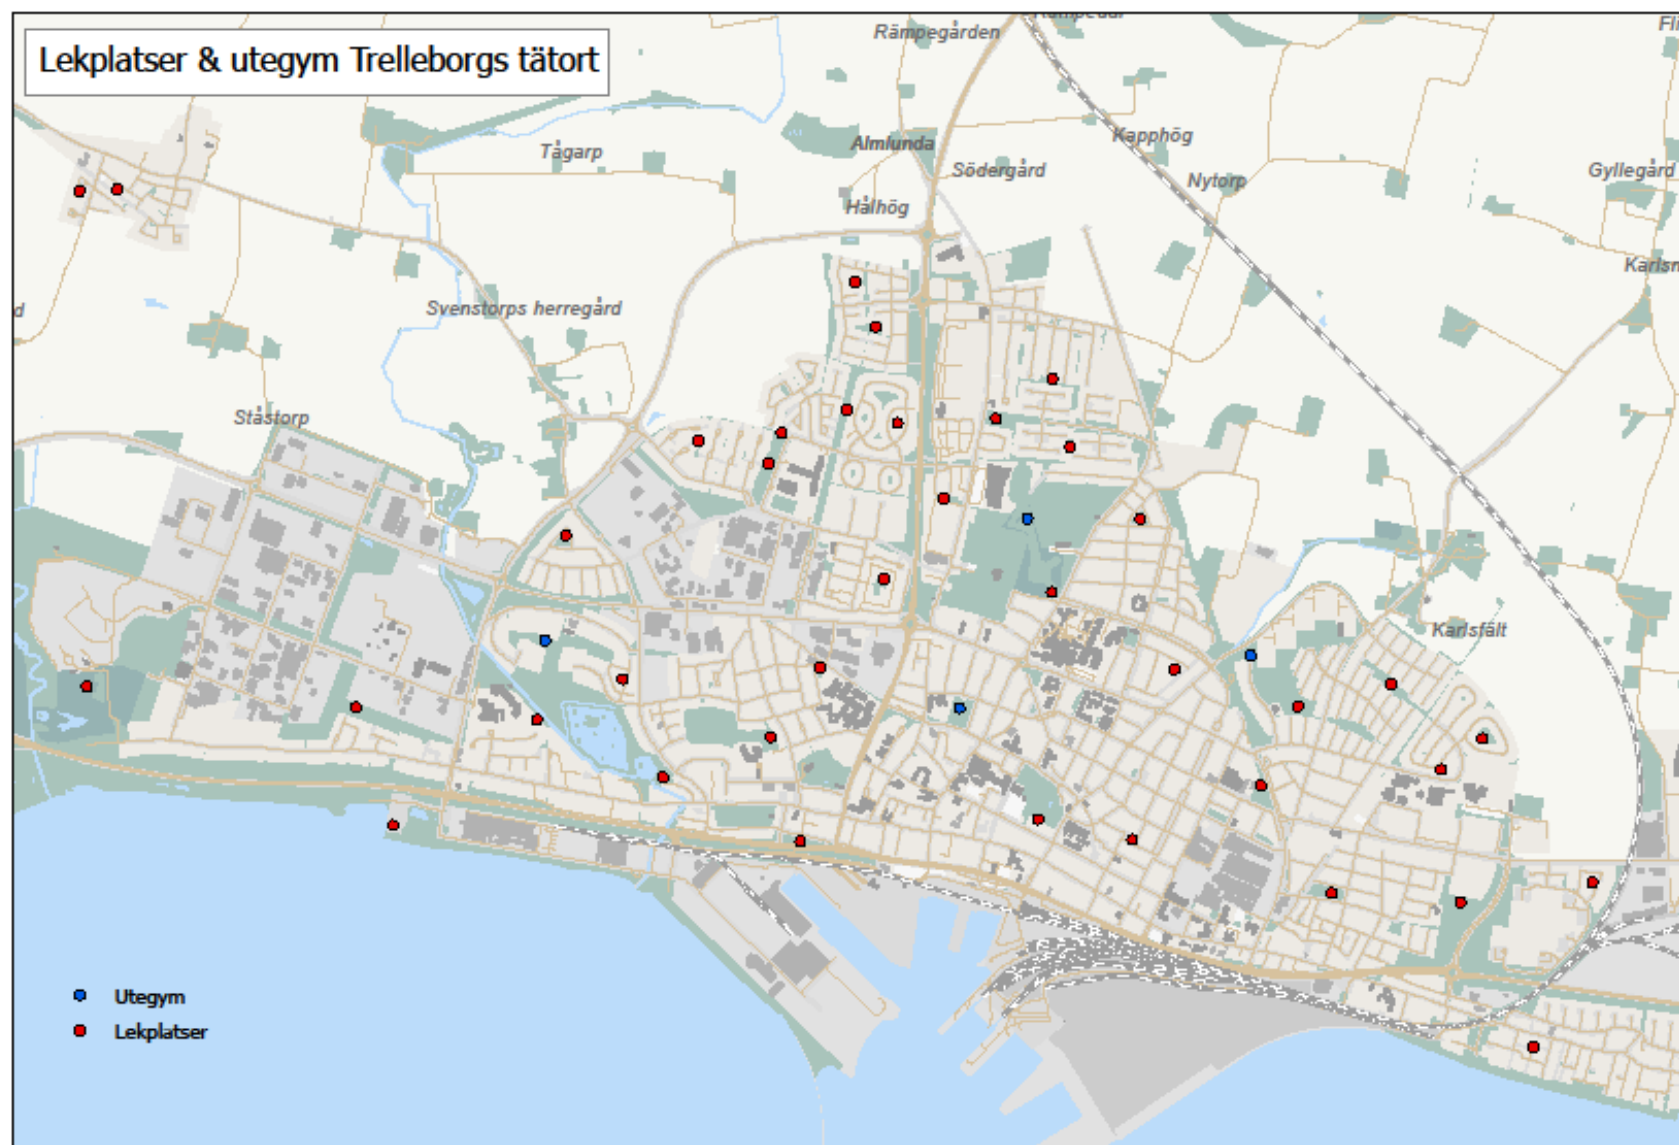 Rämpegården
Lekplatser & utegym Trelleborgs tätort
Almlunda
Kapphög
Tågarp
Södergård
Gyllegård
Nytorp
Hålhög
Svenstorps herregård
Ståstorp
Karlsfält
Utegym
Lekplatser